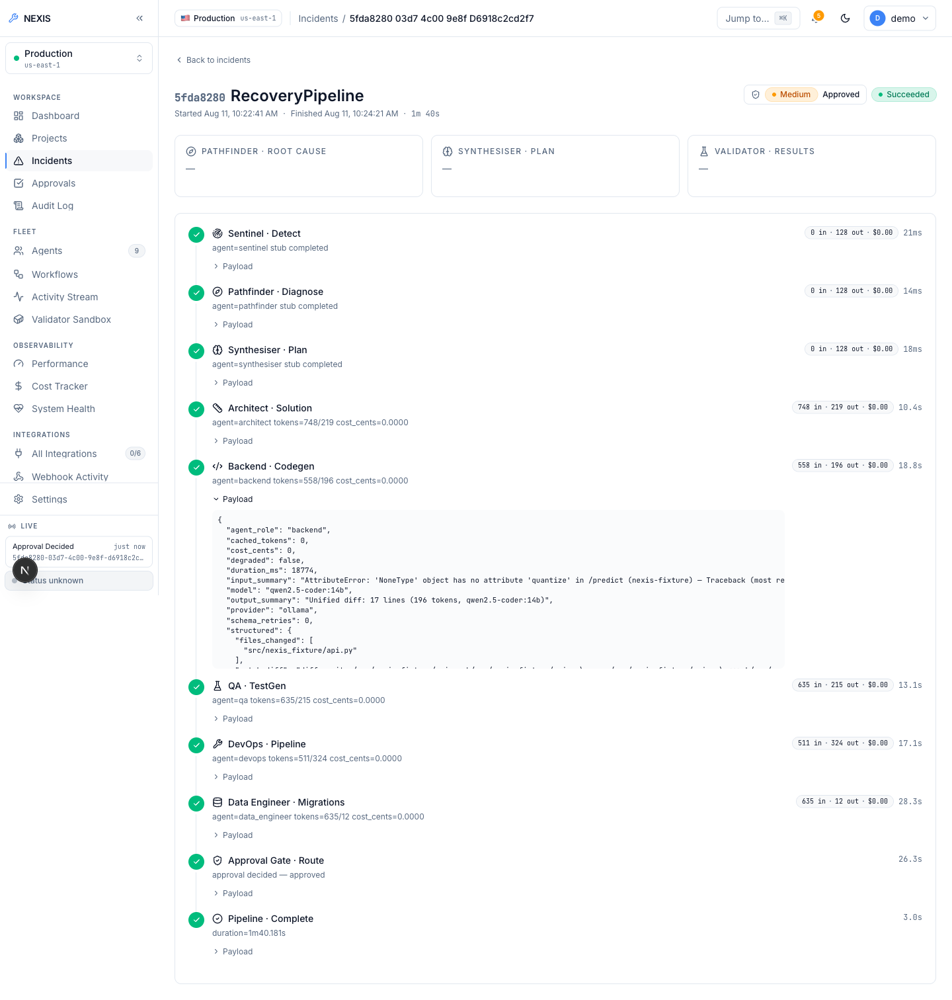 NEXIS
Production us-east-1
Incidents / 5fda8280 03d7 4c00 9e8f D6918c2cd2f7
Jump to... ⌘K
5
D demo
Production
us-east-1
WORKSPACE
Dashboard
Projects
Incidents
Approvals
Audit Log
FLEET
Agents 9
Workflows
Activity Stream
Validator Sandbox
OBSERVABILITY
Performance
Cost Tracker
System Health
INTEGRATIONS
All Integrations 0/6
Webhook Activity
Settings
LIVE
Approval Decided just now
5fda8280-03d7-4c00-9e8f-d6918c2c…
N
unknown
Back to incidents
5fda8280 RecoveryPipeline
Medium Approved
Succeeded
Started Aug 11, 10:22:41 AM · Finished Aug 11, 10:24:21 AM · 1m 40s
PATHFINDER · ROOT CAUSE
—
SYNTHESISER · PLAN
—
VALIDATOR · RESULTS
—
Sentinel · Detect
0 in · 128 out · $0.00 21ms
agent=sentinel stub completed
Payload
Pathfinder · Diagnose
0 in · 128 out · $0.00 14ms
agent=pathfinder stub completed
Payload
Synthesiser · Plan
0 in · 128 out · $0.00 18ms
agent=synthesiser stub completed
Payload
Architect · Solution
748 in · 219 out · $0.00 10.4s
agent=architect tokens=748/219 cost_cents=0.0000
Payload
Backend · Codegen
558 in · 196 out · $0.00 18.8s
agent=backend tokens=558/196 cost_cents=0.0000
Payload
{
"agent_role": "backend",
"cached_tokens": 0,
"cost_cents": 0,
"degraded": false,
"duration_ms": 18774,
"input_summary": "AttributeError: 'NoneType' object has no attribute 'quantize' in /predict (nexis-fixture) — Traceback (most re
"model": "qwen2.5-coder:14b",
"output_summary": "Unified diff: 17 lines (196 tokens, qwen2.5-coder:14b)",
"provider": "ollama",
"schema_retries": 0,
"structured": {
"files_changed": [
"src/nexis_fixture/api.py"
],
QA · TestGen
635 in · 215 out · $0.00 13.1s
agent=qa tokens=635/215 cost_cents=0.0000
Payload
DevOps · Pipeline
511 in · 324 out · $0.00 17.1s
agent=devops tokens=511/324 cost_cents=0.0000
Payload
Data Engineer · Migrations
635 in · 12 out · $0.00 28.3s
agent=data_engineer tokens=635/12 cost_cents=0.0000
Payload
Approval Gate · Route
26.3s
approval decided — approved
Payload
Pipeline · Complete
3.0s
duration=1m40.181s
Payload